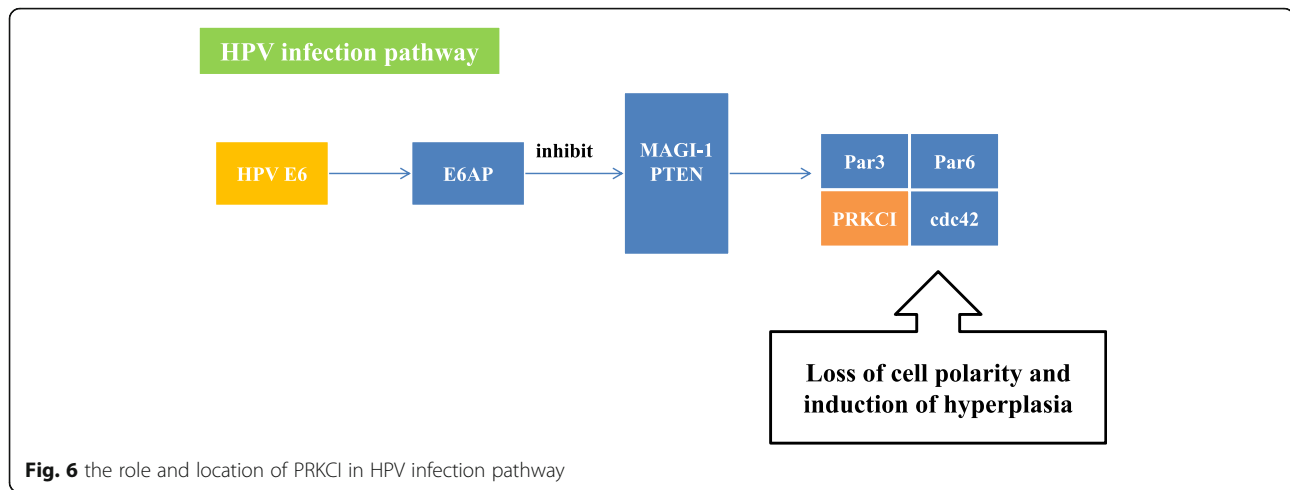 HPV infection pathway
HPV E6
E6AP
inhibit
MAGI-1
PTEN
Par3
Par6
PRKCI
cdc42
Loss of cell polarity and
induction of hyperplasia
Fig. 6 the role and location of PRKCI in HPV infection pathway